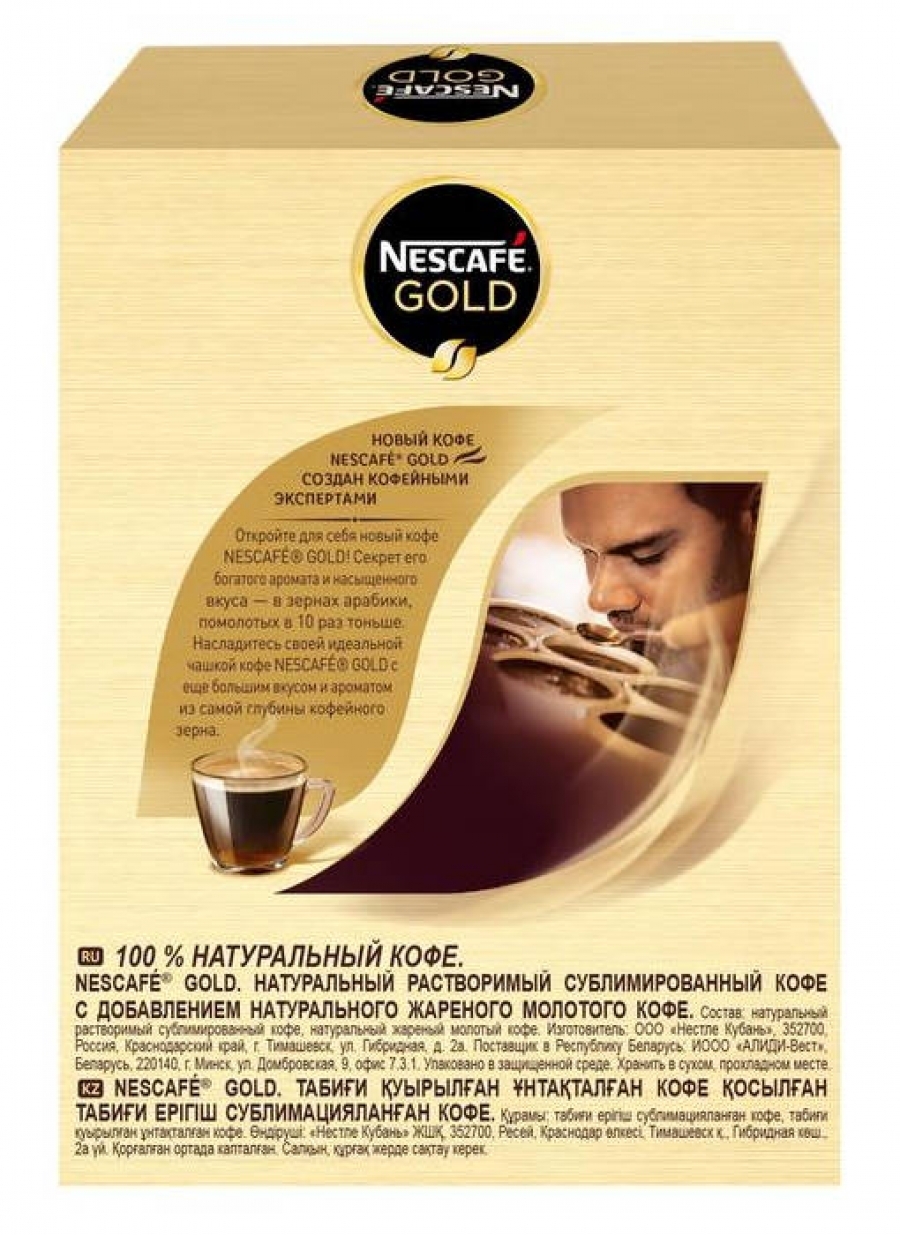 NESCAFÉ
GOLD
NESCAFÉ
GOLD
НОВЫЙ КОФЕ
NESCAFÉ® GOLD
СОЗДАН КОФЕЙНЫМИ
ЭКСПЕРТАМИ
Откройте для себя новый кофе
NESCAFÉ® GOLD! Секрет его
богатого аромата и насыщенного
вкуса — в зернах арабики,
помолотых в 10 раз тоньше.
Насладитесь своей идеальной
чашкой кофе NESCAFÉ® GOLD с
еще большим вкусом и ароматом
из самой глубины кофейного
зерна.
RU 100 % НАТУРАЛЬНЫЙ КОФЕ.
NESCAFÉ® GOLD. НАТУРАЛЬНЫЙ РАСТВОРИМЫЙ СУБЛИМИРОВАННЫЙ КОФЕ
С ДОБАВЛЕНИЕМ НАТУРАЛЬНОГО ЖАРЕНОГО МОЛОТОГО КОФЕ. Состав: натуральный
растворимый сублимированный кофе, натуральный жареный молотый кофе. Изготовитель: ООО «Нестле Кубань», 352700,
Россия, Краснодарский край, г. Тимашевск, ул. Гибридная, д. 2а. Поставщик в Республику Беларусь: ИООО «АЛИДИ-Вест»,
Беларусь, 220140, г. Минск, ул. Домбровская, 9, офис 7.3.1. Упаковано в защищенной среде. Хранить в сухом, прохладном месте.
KZ NESCAFÉ® GOLD. ТАБИҒИ ҚУЫРЫЛҒАН ҰНТАҚТАЛҒАН КОФЕ ҚОСЫЛҒАН
ТАБИҒИ ЕРІГІШ СУБЛИМАЦИЯЛАНҒАН КОФЕ. Құрамы: табиғи ерігіш сублимацияланған кофе, табиғи
қуырылған ұнтақталған кофе. Өндіруші: «Нестле Кубань» ЖШҚ, 352700, Ресей, Краснодар өлкесі, Тимашевск қ., Гибридная көш.,
2а үй. Қорғалған ортада капталған. Салқын, құрғақ жерде сақтау керек.